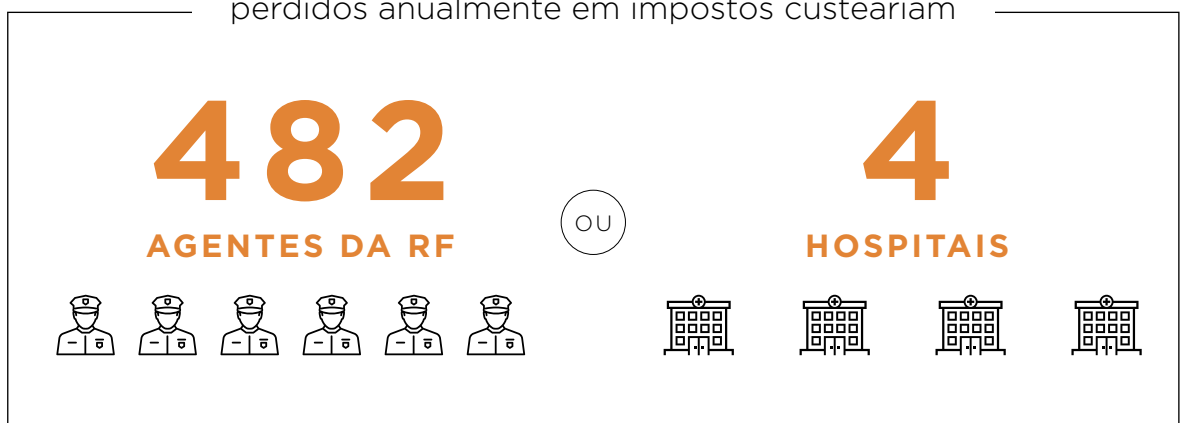 perdidos anualmente em impostos custeariam
482
AGENTES DA RF
OU
4
HOSPITAIS